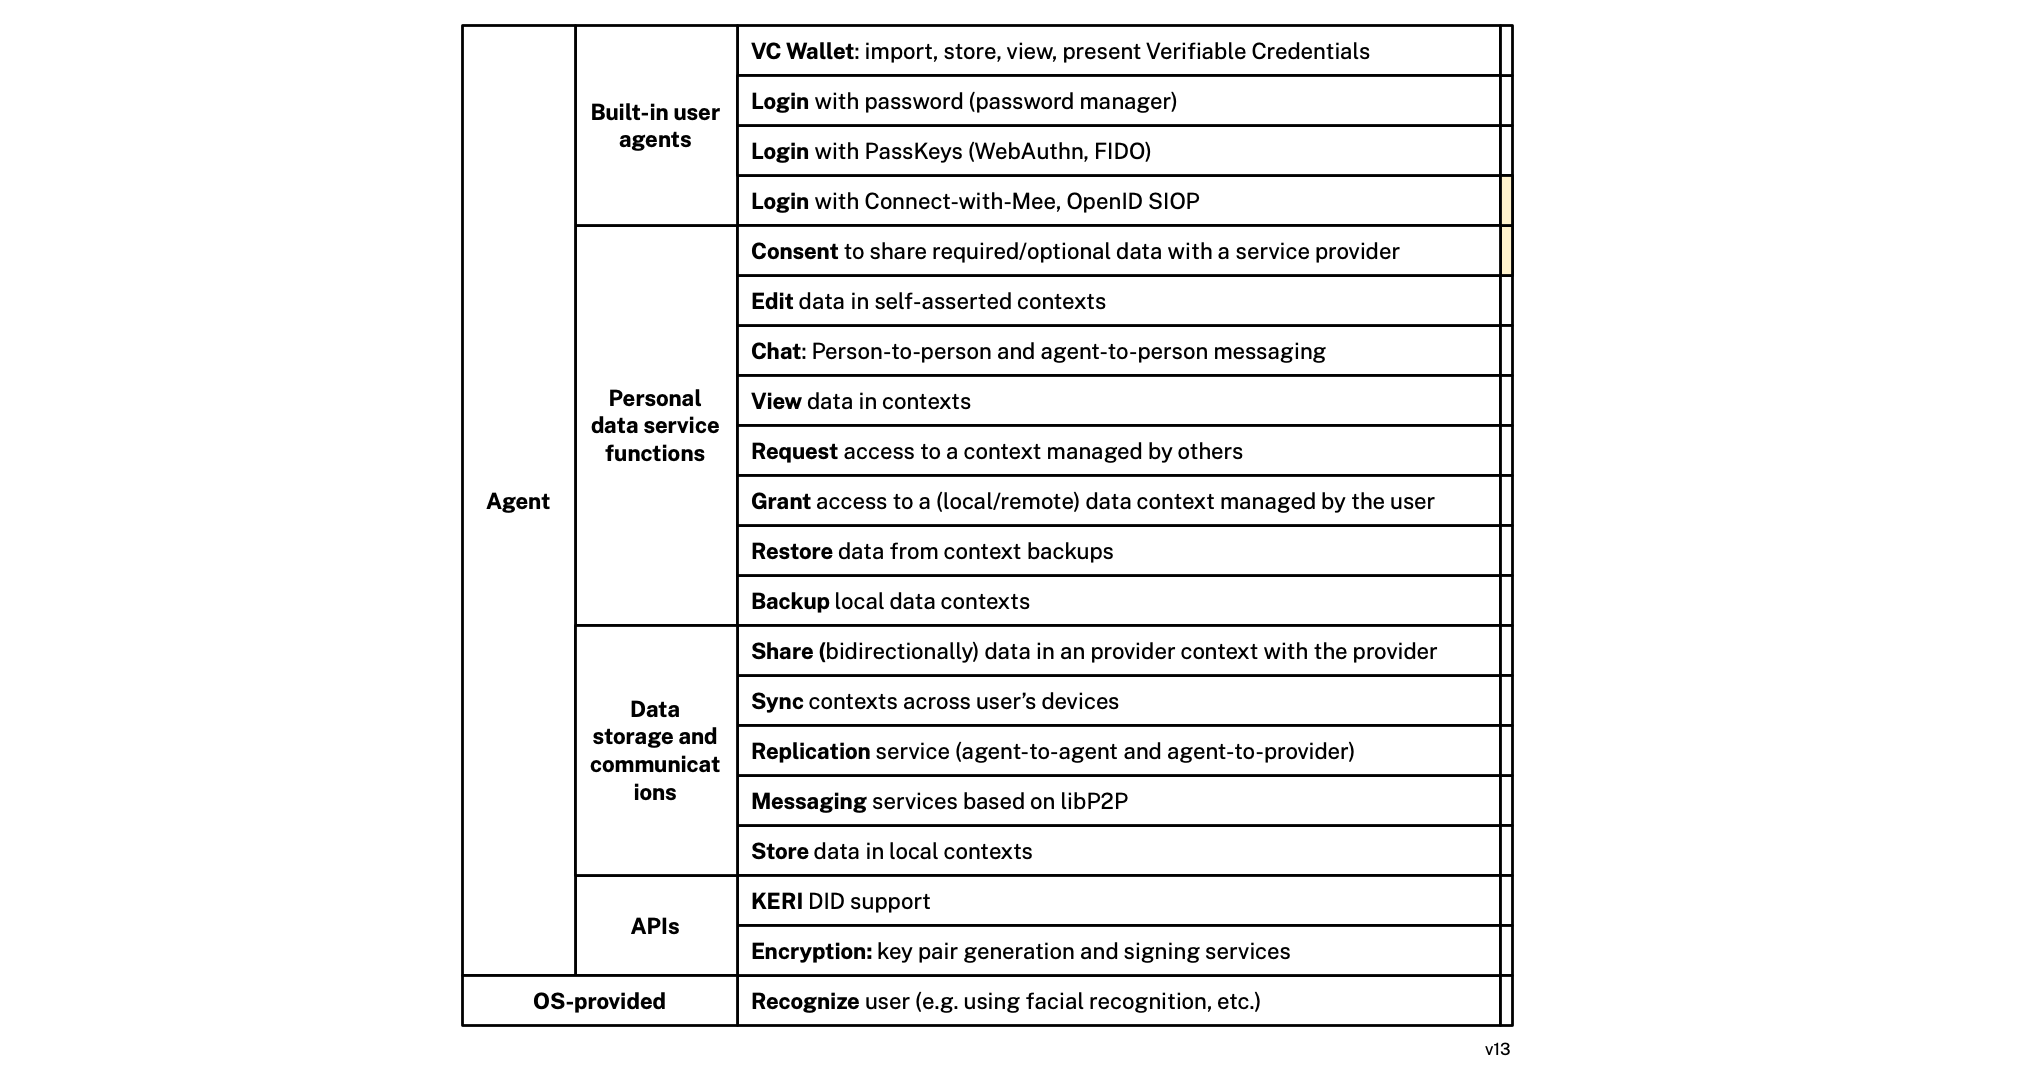 Agent
Built-in user
agents
VC Wallet: import, store, view, present Verifiable Credentials
Login with password (password manager)
Login with PassKeys (WebAuthn, FIDO)
Login with Connect-with-Mee, OpenID SIOP
Personal
data service
functions
Consent to share required/optional data with a service provider
Edit data in self-asserted contexts
Chat: Person-to-person and agent-to-person messaging
View data in contexts
Request access to a context managed by others
Grant access to a (local/remote) data context managed by the user
Restore data from context backups
Backup local data contexts
Data
storage and
communicat
ions
Share (bidirectionally) data in an provider context with the provider
Sync contexts across user’s devices
Replication service (agent-to-agent and agent-to-provider)
Messaging services based on libP2P
Store data in local contexts
APIs
KERI DID support
Encryption: key pair generation and signing services
OS-provided
Recognize user (e.g. using facial recognition, etc.)
v13